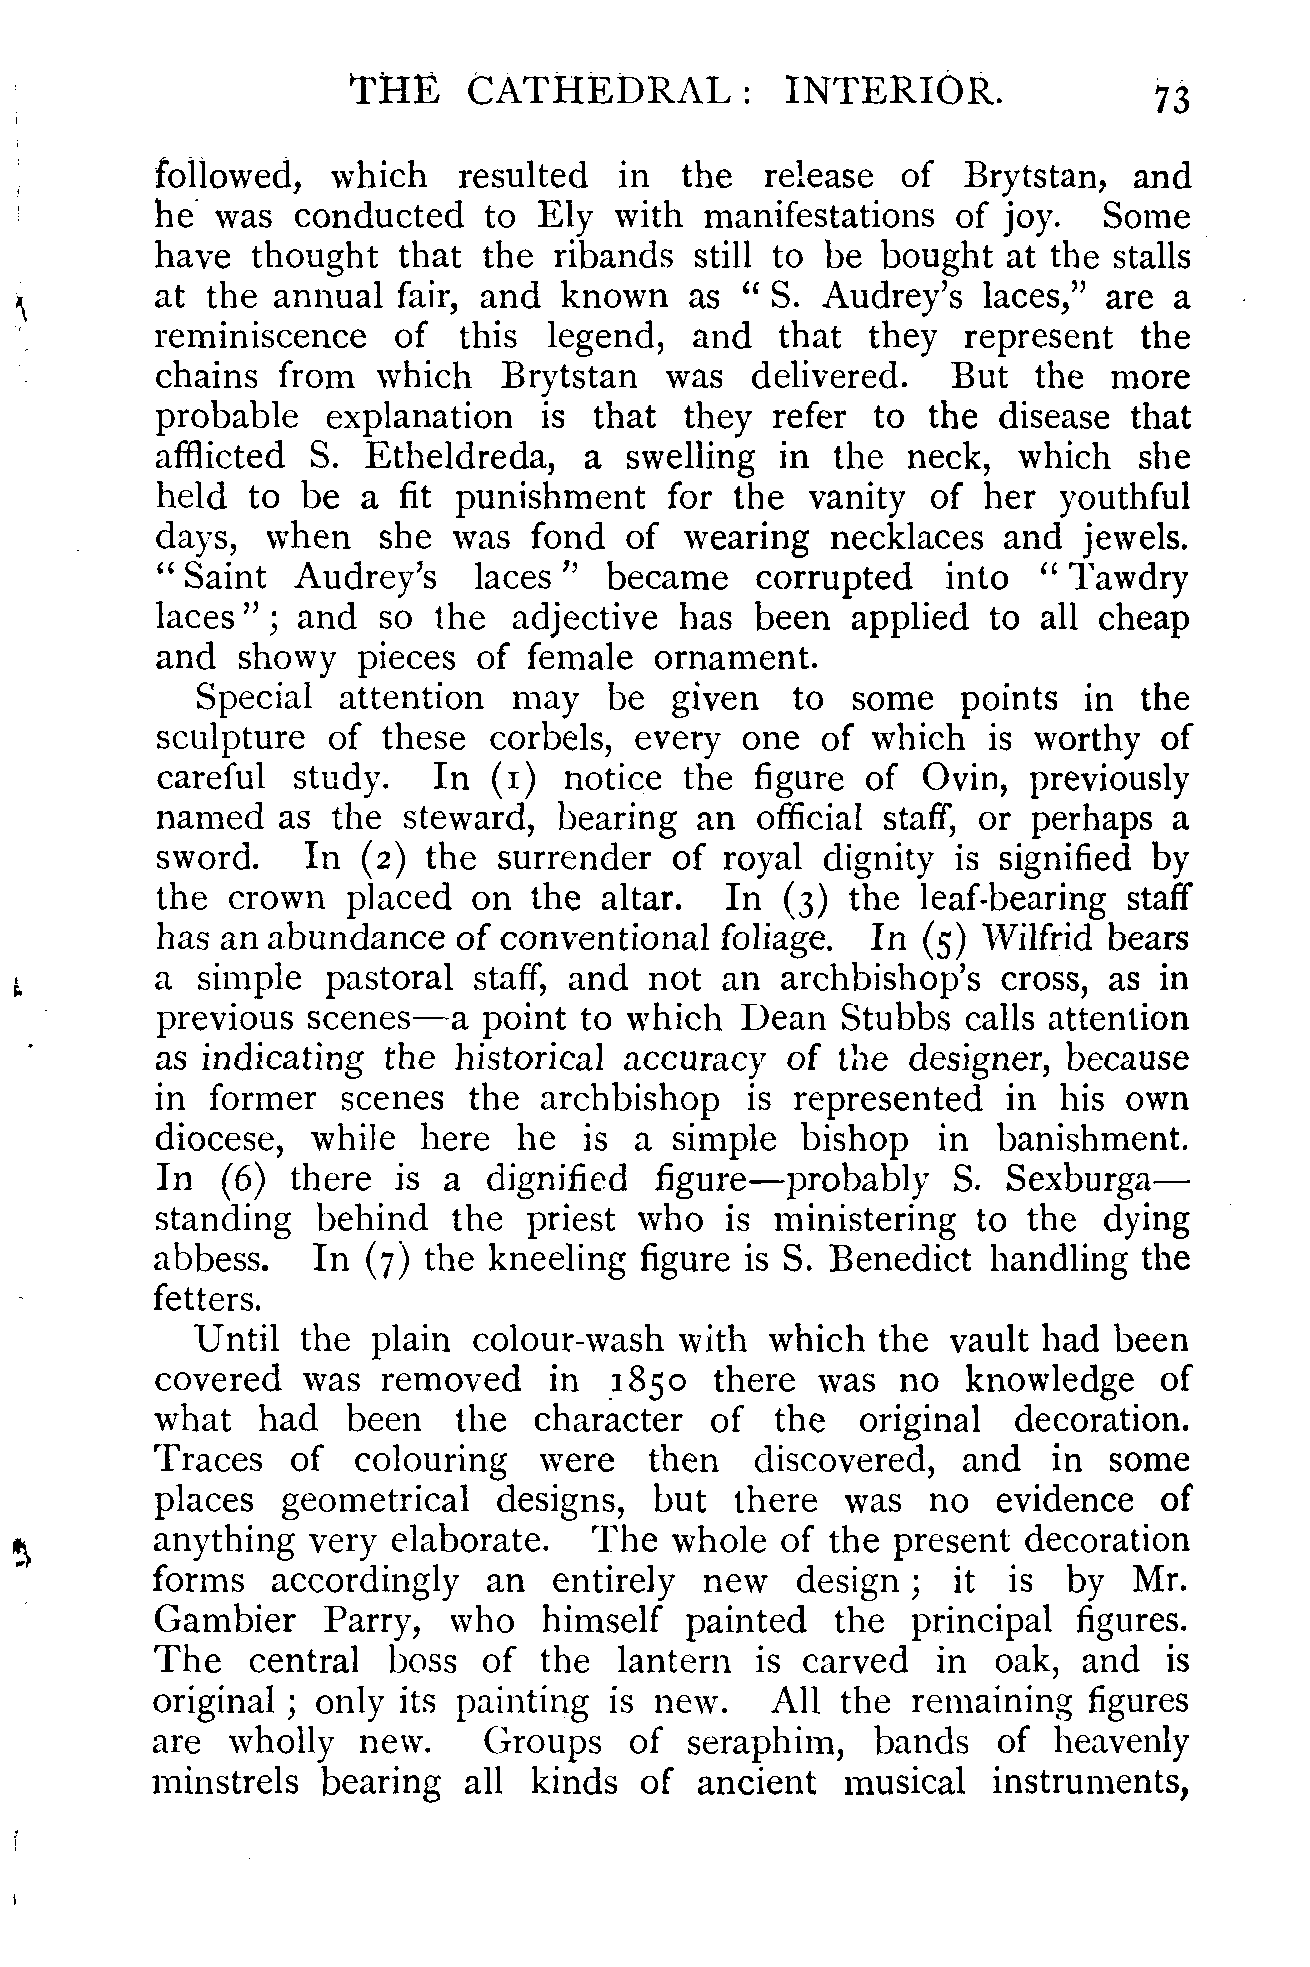 THE CATHEDRAL: INTERIOR. 73
followed, which resulted in the release of Brytstan, and
he was conducted to Ely with manifestations of joy. Some
have thought that the ribands still to be bought at the stalls
at the annual fair, and known as “ S. Audrey’s laces,” are a
reminiscence of this legend, and that they represent the
chains from which Brytstan was delivered. But the more
probable explanation is that they refer to the disease that
afflicted S. Etheldreda, a swelling in the neck, which she
held to be a fit punishment for the vanity of her youthful
days, when she was fond of wearing necklaces and jewels.
“ Saint Audrey’s laces ” became corrupted into “ Tawdry
laces ” ; and so the adjective has been applied to all cheap
and showy pieces of female ornament.
Special attention may be given to some points in the
sculpture of these corbels, every one of which is worthy of
careful study. In (1) notice the figure of Ovin, previously
named as the steward, bearing an official staff, or perhaps a
sword. In (2) the surrender of royal dignity is signified by
the crown placed on the altar. In (3) the leaf-bearing staff
has an abundance of conventional foliage. In (5) Wilfrid bears
a simple pastoral staff, and not an archbishop’s cross, as in
previous scenes—a point to which Dean Stubbs calls attention
as indicating the historical accuracy of the designer, because
in former scenes the archbishop is represented in his own
diocese, while here he is a simple bishop in banishment.
In (6) there is a dignified figure—probably S. Sexburga—
standing behind the priest who is ministering to the dying
abbess. In (7) the kneeling figure is S. Benedict handling the
fetters.
Until the plain colour-wash with which the vault had been
covered was removed in 1850 there was no knowledge of
what had been the character of the original decoration.
Traces of colouring were then discovered, and in some
places geometrical designs, but there was no evidence of
anything very elaborate. The whole of the present decoration
forms accordingly an entirely new design ; it is by Mr.
Gambier Parry, who himself painted the principal figures.
The central boss of the lantern is carved in oak, and is
original ; only its painting is new. All the remaining figures
are wholly new. Groups of seraphim, bands of heavenly
minstrels bearing all kinds of ancient musical instruments,